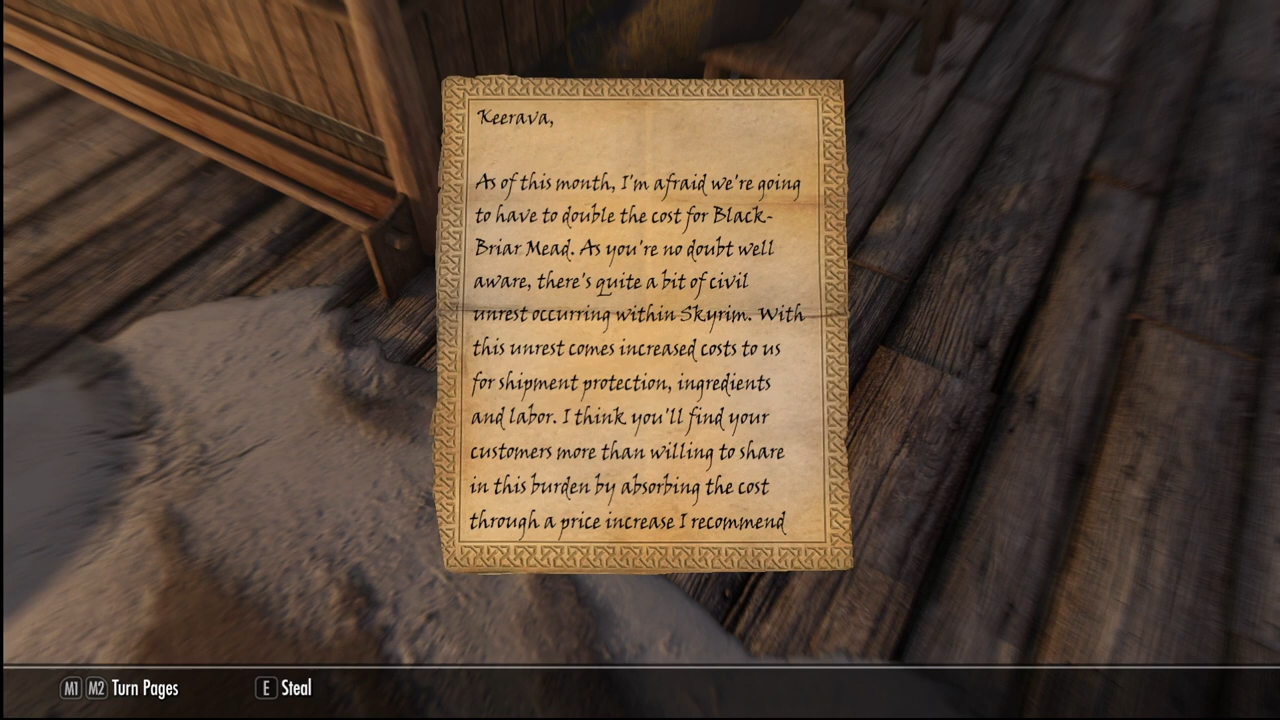 Keerava,
As of this month, I'm afraid we're going
to have to double the cost for Black-
Briar Mead. As you're no doubt well
aware, there's quite a bit of civil
unrest occurring within Skyrim. With
this unrest comes increased costs to us
for shipment protection, ingredients
and labor. I think you'll find your
customers more than willing to share
in this burden by absorbing the cost
through a price increase I recommend
M1 M2 Turn Pages E Steal